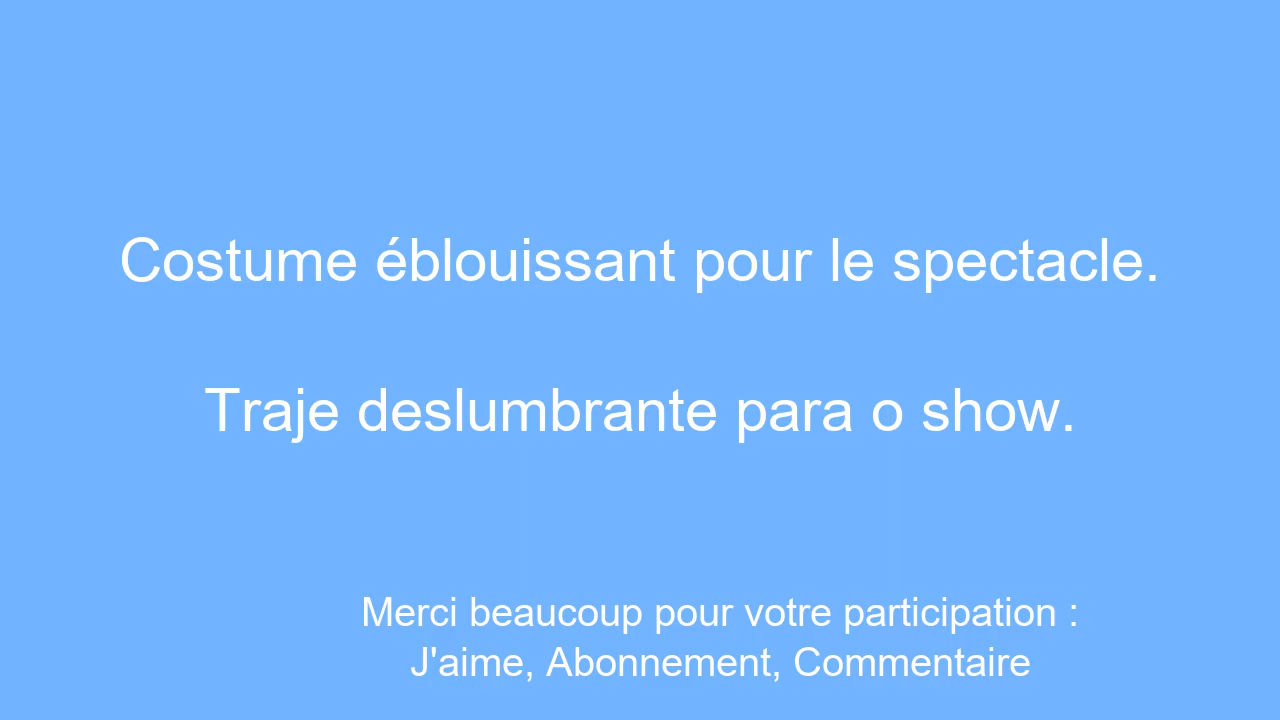 Costume éblouissant pour le spectacle.
Traje deslumbrante para o show.
Merci beaucoup pour votre participation :
J'aime, Abonnement, Commentaire